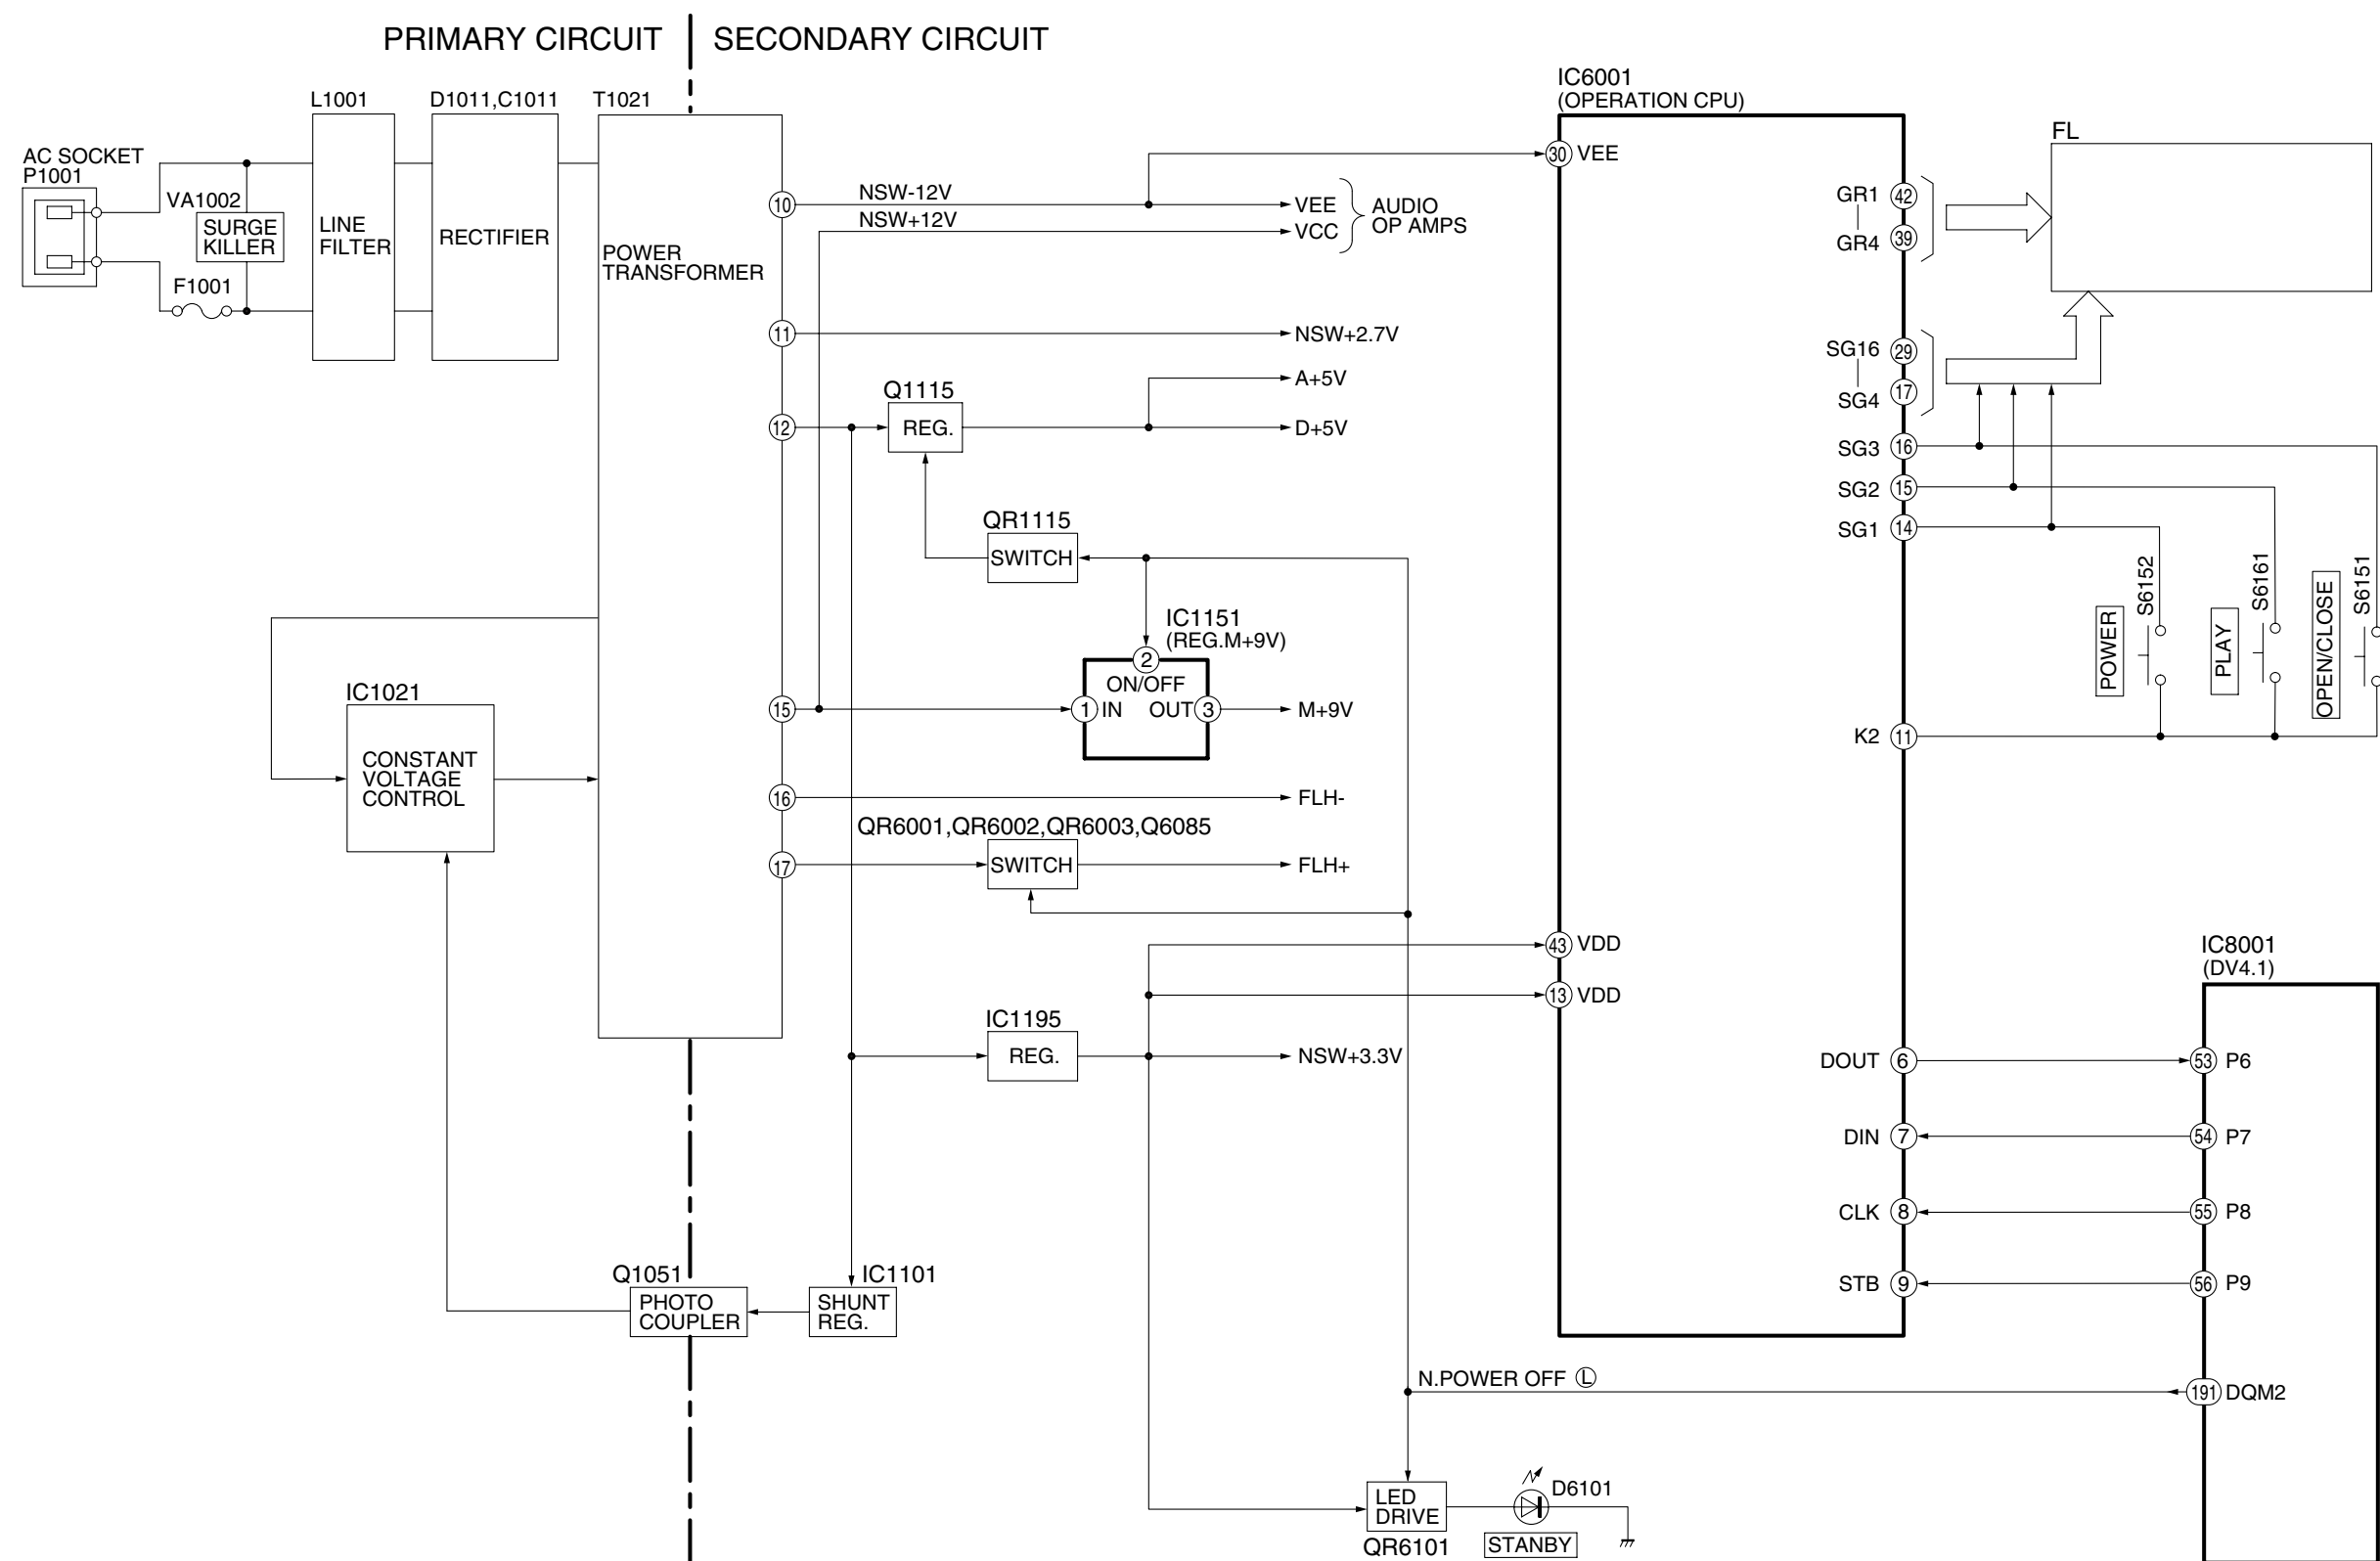 PRIMARY CIRCUIT
SECONDARY CIRCUIT
AC SOCKET
P1001
VA1002
SURGE
KILLER
F1001
L1001
LINE
FILTER
D1011,C1011
RECTIFIER
T1021
POWER
TRANSFORMER
10
11
12
15
16
17
NSW-12V
NSW+12V
VEE
VCC
AUDIO
OP AMPS
NSW+2.7V
A+5V
D+5V
Q1115
REG.
QR1115
SWITCH
IC1151
(REG.M+9V)
2
ON/OFF
1 IN OUT 3
M+9V
FLH-
QR6001,QR6002,QR6003,Q6085
SWITCH
FLH+
IC1021
CONSTANT
VOLTAGE
CONTROL
IC1195
REG.
NSW+3.3V
Q1051
PHOTO
COUPLER
IC1101
SHUNT
REG.
IC6001
(OPERATION CPU)
30 VEE
43 VDD
13 VDD
GR1 42
GR4 39
SG16 29
SG4 17
SG3 16
SG2 15
SG1 14
K2 11
DOUT 6
DIN 7
CLK 8
STB 9
FL
POWER
S6152
PLAY
S6161
OPEN/CLOSE
S6151
IC8001
(DV4.1)
53 P6
54 P7
55 P8
56 P9
191 DQM2
N.POWER OFF L
LED
DRIVE
QR6101
D6101
STANBY